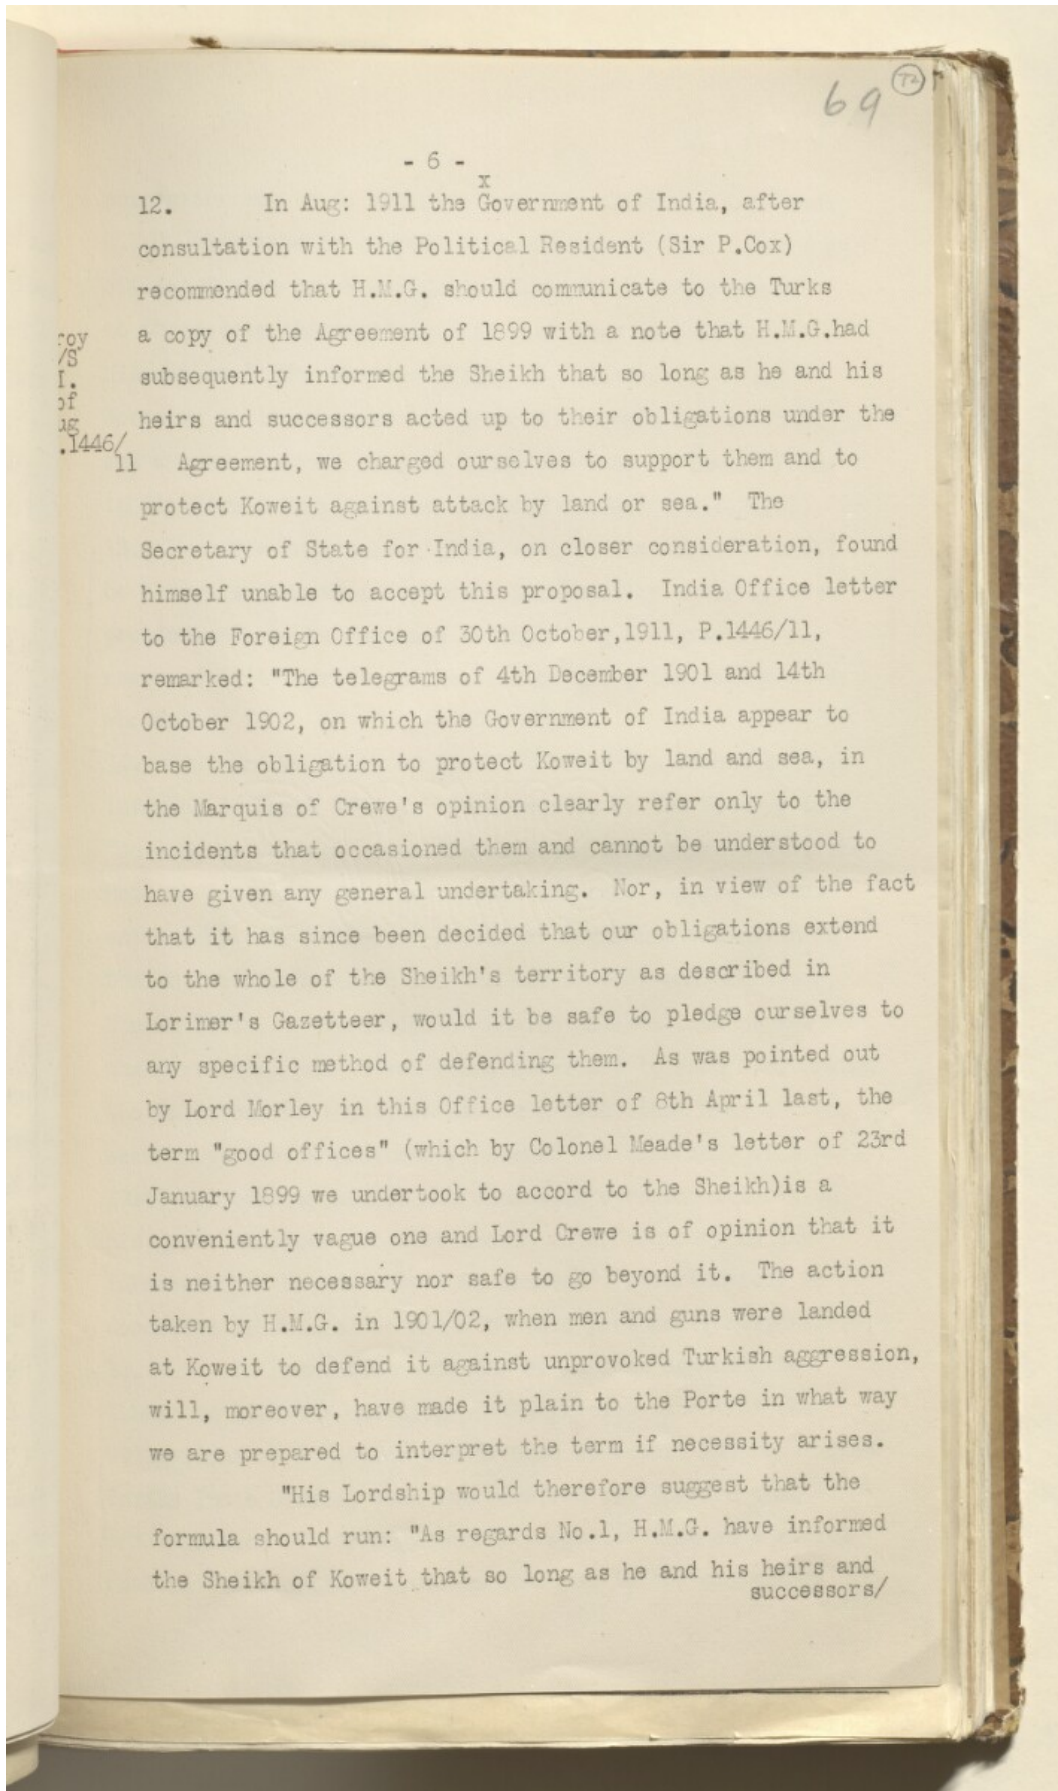 69
T2
- 6 -
x
12. In Aug: 1911 the Government of India, after
consultation with the Political Resident (Sir P.Cox)
recommended that H.M.G. should communicate to the Turks
a copy of the Agreement of 1899 with a note that H.M.G.had
subsequently informed the Sheikh that so long as he and his
heirs and successors acted up to their obligations under the
Agreement, we charged ourselves to support them and to
protect Koweit against attack by land or sea." The
Secretary of State for India, on closer consideration, found
himself unable to accept this proposal. India Office letter
to the Foreign Office of 30th October,1911, P.1446/11,
remarked: "The telegrams of 4th December 1901 and 14th
October 1902, on which the Government of India appear to
base the obligation to protect Koweit by land and sea, in
the Marquis of Crewe's opinion clearly refer only to the
incidents that occasioned them and cannot be understood to
have given any general undertaking. Nor, in view of the fact
that it has since been decided that our obligations extend
to the whole of the Sheikh's territory as described in
Lorimer's Gazetteer, would it be safe to pledge ourselves to
any specific method of defending them. As was pointed out
by Lord Morley in this Office letter of 8th April last, the
term "good offices" (which by Colonel Meade's letter of 23rd
January 1899 we undertook to accord to the Sheikh)is a
conveniently vague one and Lord Crewe is of opinion that it
is neither necessary nor safe to go beyond it. The action
taken by H.M.G. in 1901/02, when men and guns were landed
at Koweit to defend it against unprovoked Turkish aggression,
will, moreover, have made it plain to the Porte in what way
we are prepared to interpret the term if necessity arises.
"His Lordship would therefore suggest that the
formula should run: "As regards No.1, H.M.G. have informed
the Sheikh of Koweit that so long as he and his heirs and
successors/
roy
/S
I.
of
ug
.1446/
11